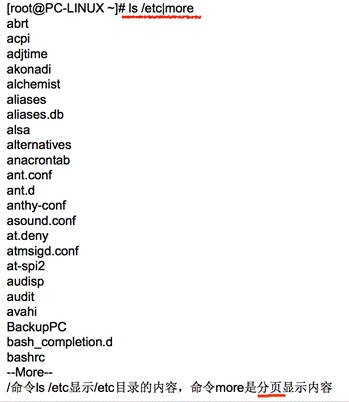 [root@PC-LINUX ~]# ls /etc|more
abrt
acpi
adjtime
akonadi
alchemist
aliases
aliases.db
alsa
alternatives
anacrontab
ant.conf
ant.d
anthy-conf
asound.conf
at.deny
atmsigd.conf
at-spi2
audisp
audit
avahi
BackupPC
bash_completion.d
bashrc
--More--
/命令ls /etc显示/etc目录的内容，命令more是分页显示内容